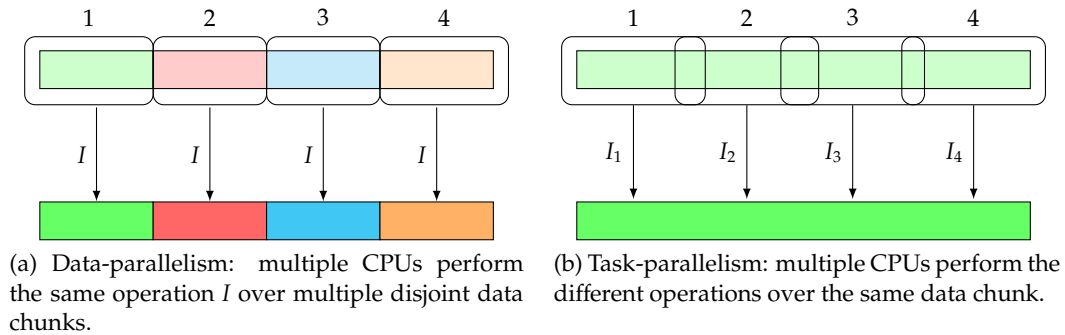 1 2 3 4
I I I I
(a) Data-parallelism: multiple CPUs perform
the same operation I over multiple disjoint data
chunks.
1 2 3 4
I1 I2 I3 I4
(b) Task-parallelism: multiple CPUs perform the
different operations over the same data chunk.